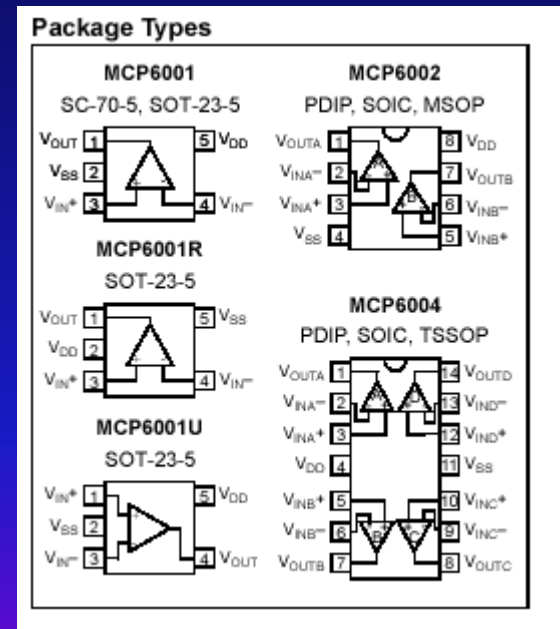 Package Types
MCP6001
SC-70-5, SOT-23-5
VOUT 1 5 VDD
VSS 2
VIN+ 3 4 VIN–
MCP6001R
SOT-23-5
VOUT 1 5 VSS
VDD 2
VIN+ 3 4 VIN–
MCP6001U
SOT-23-5
VIN+ 1 5 VDD
VSS 2
VIN– 3 4 VOUT
MCP6002
PDIP, SOIC, MSOP
VOUTA 1 8 VDD
VINA– 2 A 7 VOUTB
VINA+ 3 B 6 VINB–
VSS 4 5 VINB+
MCP6004
PDIP, SOIC, TSSOP
VOUTA 1 14 VOUTD
VINA– 2 A D 13 VIND–
VINA+ 3 12 VIND+
VDD 4 11 VSS
VINB+ 5 10 VINC+
VINB– 6 B C 9 VINC–
VOUTB 7 8 VOUTC